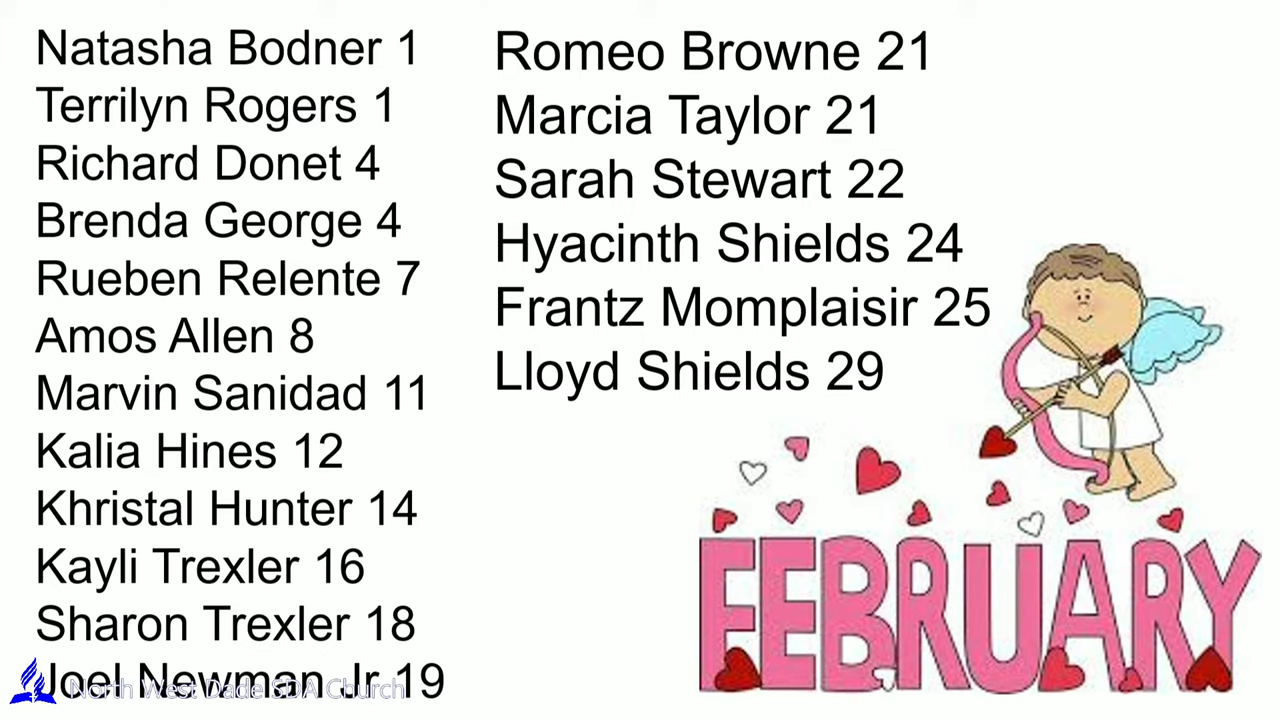 Natasha Bodner 1
Terrilyn Rogers 1
Richard Donet 4
Brenda George 4
Rueben Relente 7
Amos Allen 8
Marvin Sanidad 11
Kalia Hines 12
Khristal Hunter 14
Kayli Trexler 16
Sharon Trexler 18
Joel Newman Jr 19
North West Dade SDA Church
Romeo Browne 21
Marcia Taylor 21
Sarah Stewart 22
Hyacinth Shields 24
Frantz Momplaisir 25
Lloyd Shields 29
FEBRUARY